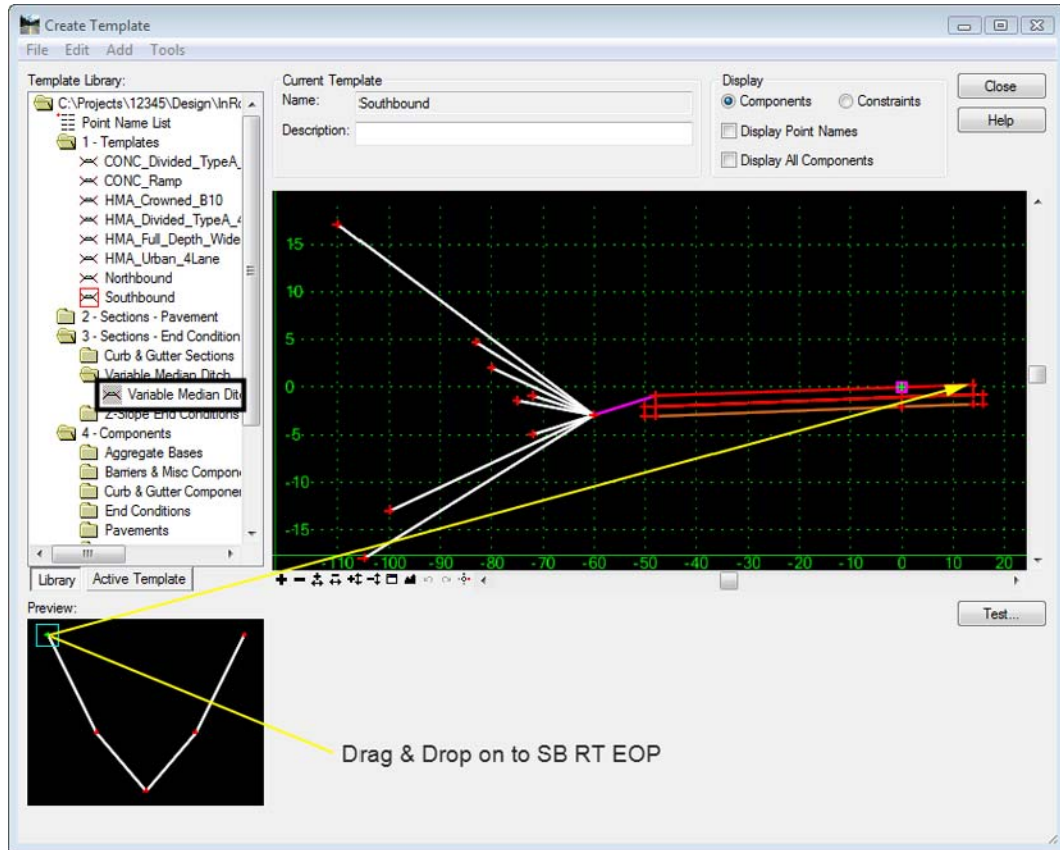 Create Template
File Edit Add Tools
Template Library:
C:\Projects\12345\Design\InRo
Point Name List
1 - Templates
CONC_Divided_TypeA_
CONC_Ramp
HMA_Crowned_B10
HMA_Divided_TypeA_4
HMA_Full_Depth_Wide
HMA_Urban_4Lane
Northbound
Southbound
2 - Sections - Pavement
3 - Sections - End Condition
Curb & Gutter Sections
Variable Median Ditch
Variable Median Dit
Z-Slope End Conditions
4 - Components
Aggregate Bases
Barriers & Misc Compone
Curb & Gutter Componer
End Conditions
Pavements
Library Active Template
Current Template
Name: Southbound
Description:
Display
Components Constraints
Display Point Names
Display All Components
Close
Help
15
10
5
0
-5
-10
-15
-110 -100 -90 -80 -70 -60 -50 -40 -30 -20 -10 0 10 20
Preview:
Test...
Drag & Drop on to SB RT EOP